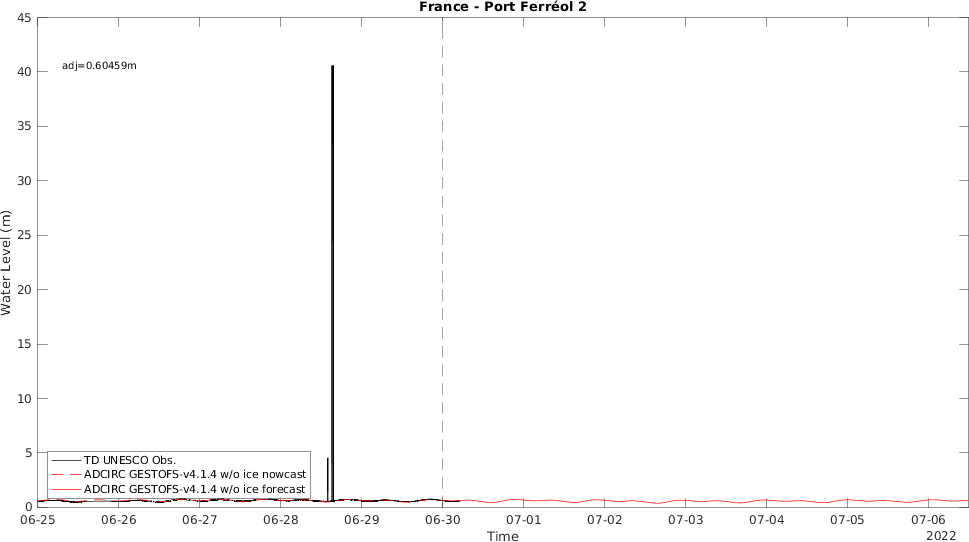 France - Port Ferréol 2
45
40
35
30
25
20
15
10
5
0
adj=0.60459m
Water Level (m)
TD UNESCO Obs.
ADCIRC GESTOFS-v4.1.4 w/o ice nowcast
ADCIRC GESTOFS-v4.1.4 w/o ice forecast
06-25 06-26 06-27 06-28 06-29 06-30 07-01 07-02 07-03 07-04 07-05 07-06
2022
Time